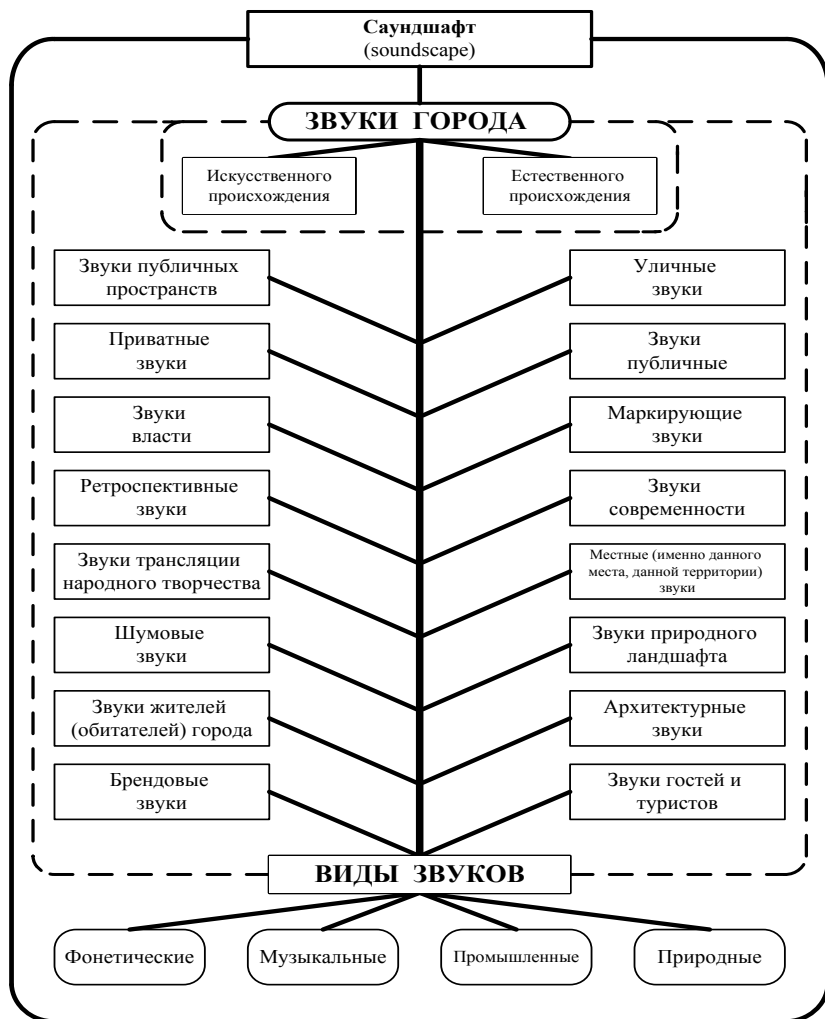 Саундшафт
(soundscape)
ЗВУКИ ГОРОДА
Искусственного
происхождения
Естественного
происхождения
Звуки публичных
пространств
Уличные
звуки
Приватные
звуки
Звуки
публичные
Звуки
власти
Маркирующие
звуки
Ретроспективные
звуки
Звуки
современности
Звуки трансляции
народного творчества
Местные (именно данного
места, данной территории)
звуки
Шумовые
звуки
Звуки природного
ландшафта
Звуки жителей
(обитателей) города
Архитектурные
звуки
Брендовые
звуки
Звуки гостей и
туристов
ВИДЫ ЗВУКОВ
Фонетические
Музыкальные
Промышленные
Природные